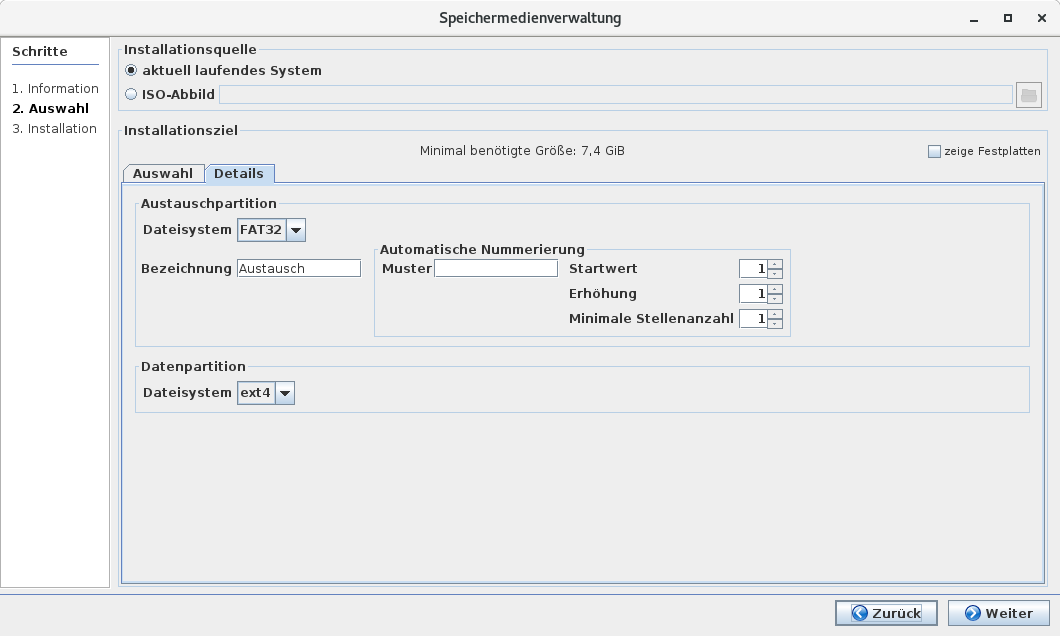 Speichermedienverwaltung
Schritte
1. Information
2. Auswahl
3. Installation
Installationsquelle
aktuell laufendes System
ISO-Abbild
Installationsziel
Minimal benötigte Größe: 7,4 GiB
zeige Festplatten
Auswahl Details
Austauschpartition
Dateisystem FAT32
Bezeichnung Austausch
Automatische Nummerierung
Muster
Startwert 1
Erhöhung 1
Minimale Stellenanzahl 1
Datenpartition
Dateisystem ext4
Zurück Weiter